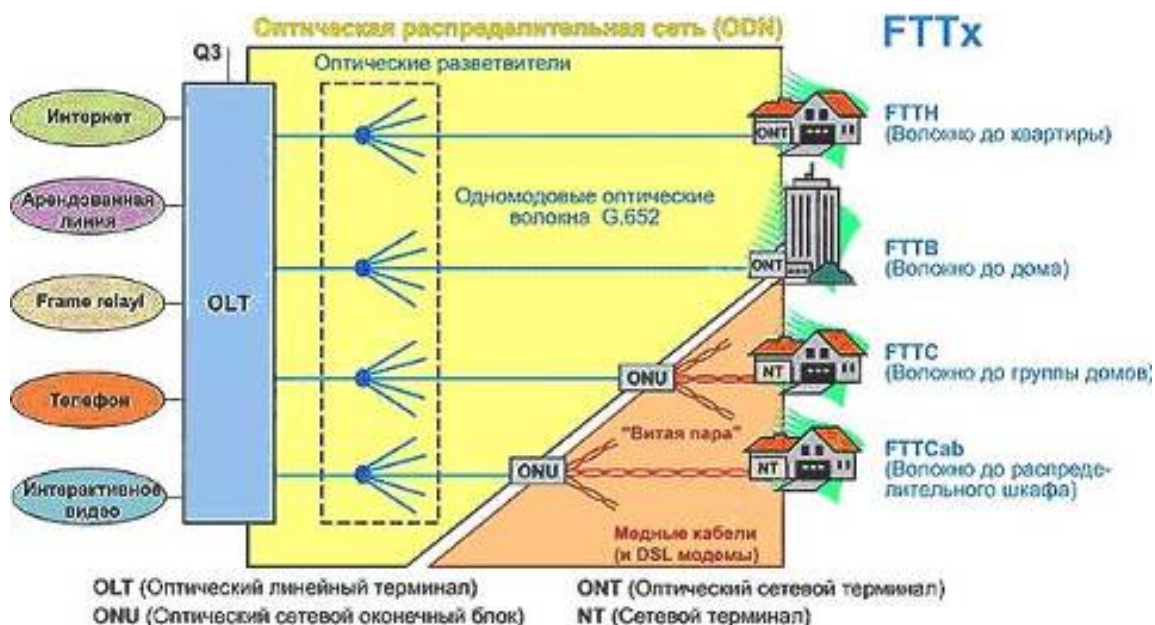 Оптическая распределительная сеть (ODN)
FTTx
Q3
Оптические разветвители
Интернет
Арендованная
линия
Frame relayl
Телефон
Интерактивное
видео
OLT
Одномодовые оптические
волокна G.652
ONT
FTTH
(Волокно до квартиры)
ONT
FTTB
(Волокно до дома)
ONU
NT
FTTC
(Волокно до группы домов)
"Витая пара"
ONU
NT
FTTCab
(Волокно до распреде-
лительного шкафа)
Медные кабели
(и DSL модемы)
OLT (Оптический линейный терминал)
ONT (Оптический сетевой терминал)
ONU (Оптический сетевой оконечный блок)
NT (Сетевой терминал)